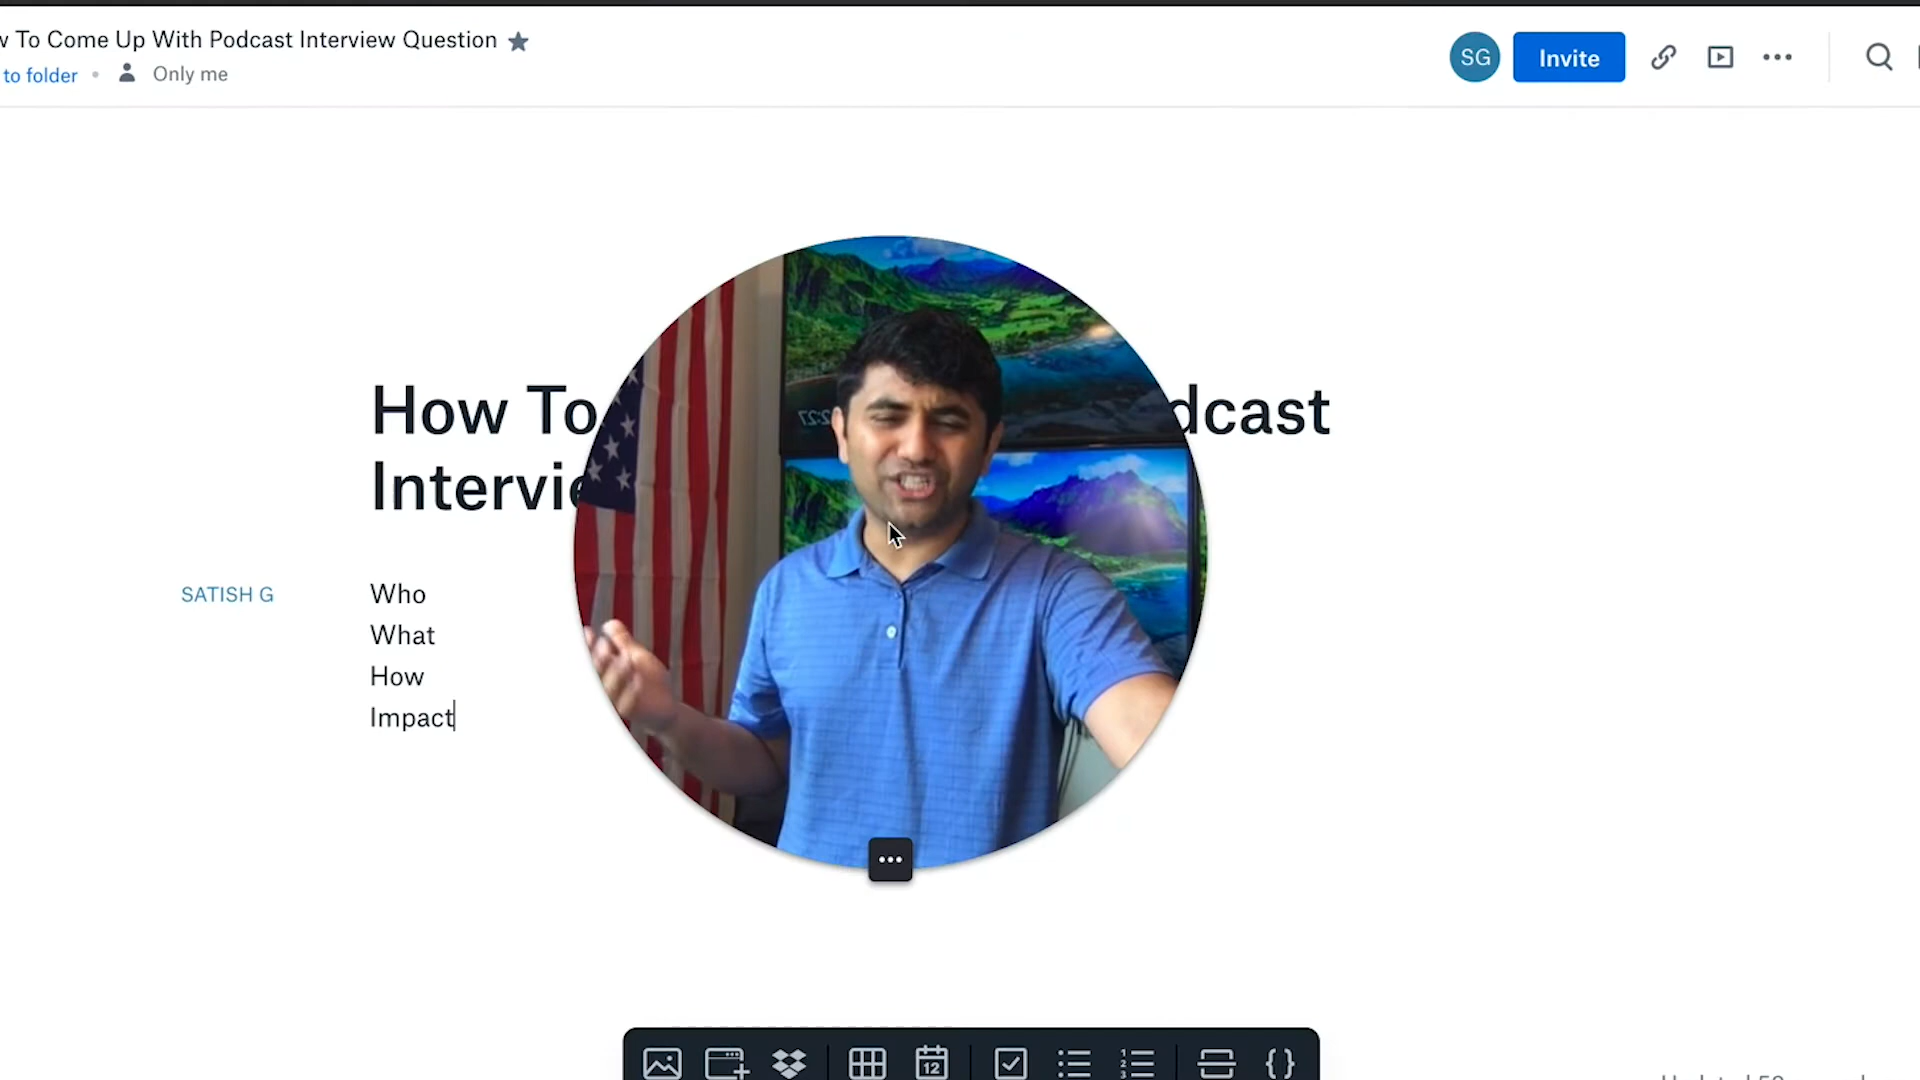 To Come Up With Podcast Interview Question
to folder • Only me
SG
Invite
How To dcast
Intervi
SATISH G
Who
What
How
Impact
12